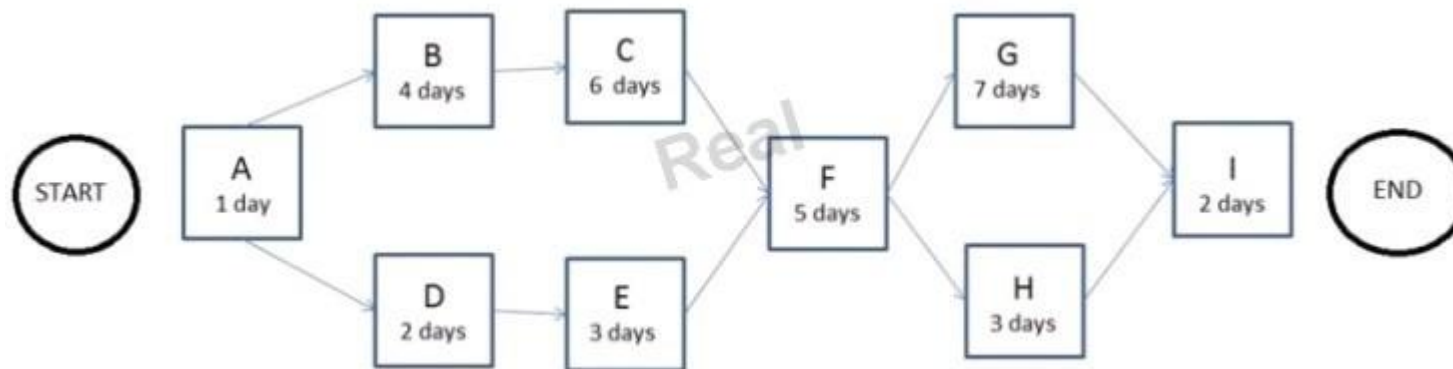 START
A
1 day
B
4 days
C
6 days
D
2 days
E
3 days
Real
F
5 days
G
7 days
H
3 days
I
2 days
END